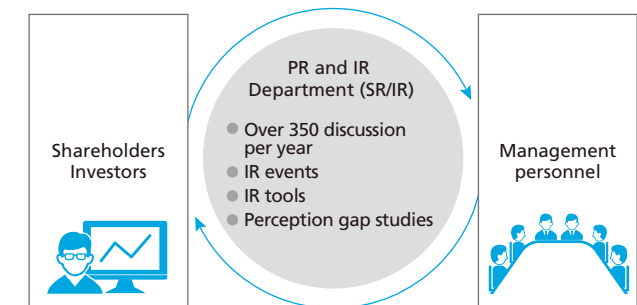 Shareholders
Investors
PR and IR
Department (SR/IR)
Over 350 discussion
per year
IR events
IR tools
Perception gap studies
Management
personnel